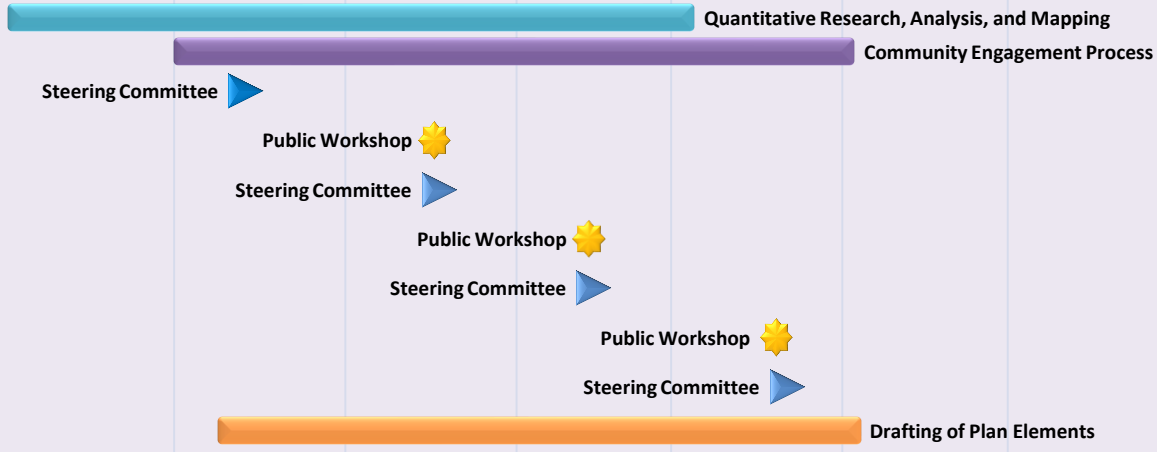 Quantitative Research, Analysis, and Mapping
Community Engagement Process
Steering Committee
Public Workshop
Steering Committee
Public Workshop
Steering Committee
Public Workshop
Steering Committee
Drafting of Plan Elements